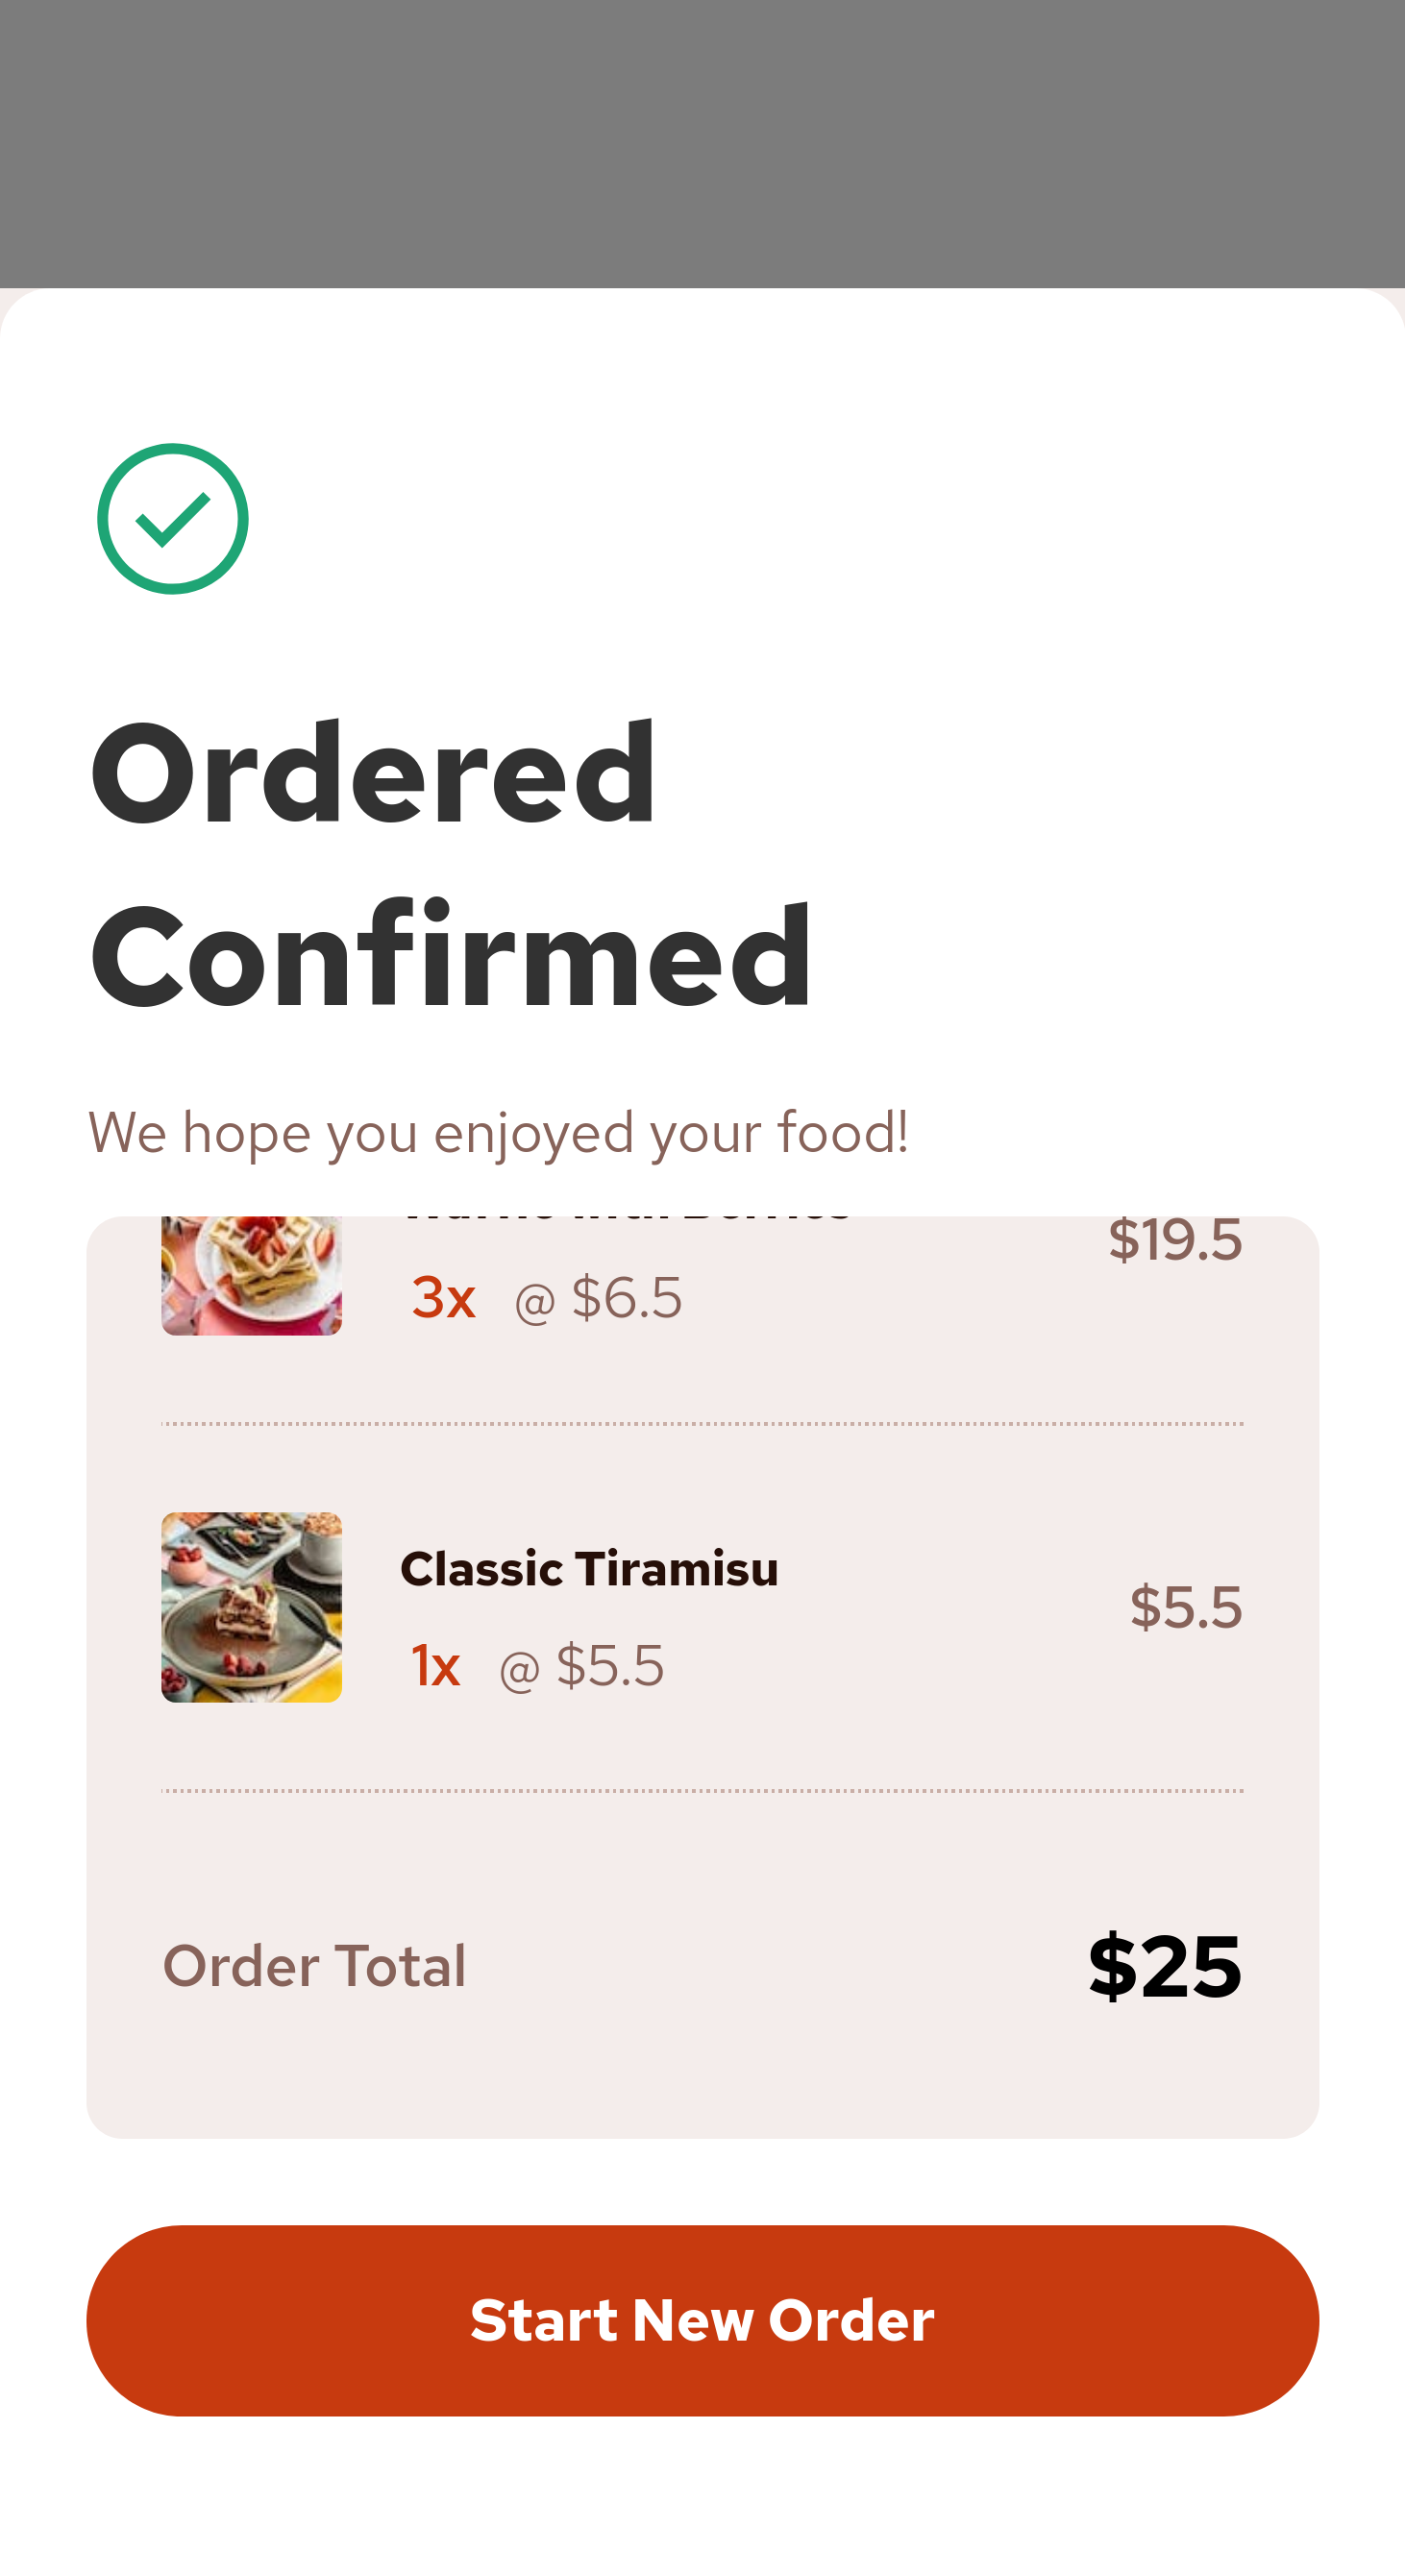 Ordered
Confirmed
We hope you enjoyed your food!
$19.5
3x @ $6.5
Classic Tiramisu
$5.5
1x @ $5.5
Order Total $25
Start New Order